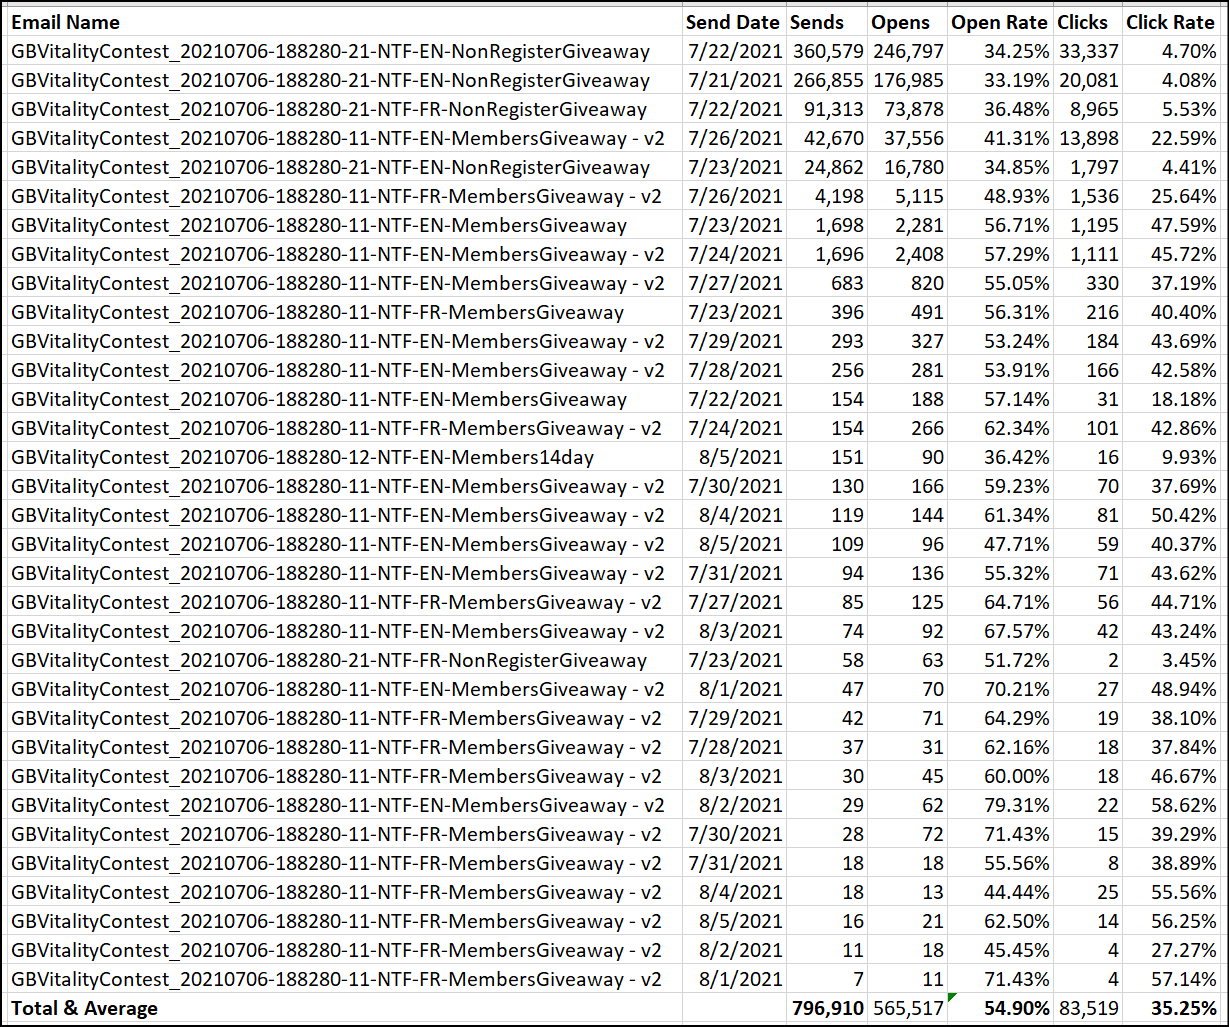 Email Name Send Date Sends Opens Open Rate Clicks Click Rate
GBVitalityContest_20210706-188280-21-NTF-EN-NonRegisterGiveaway 7/22/2021 360,579 246,797 34.25% 33,337 4.70%
GBVitalityContest_20210706-188280-21-NTF-EN-NonRegisterGiveaway 7/21/2021 266,855 176,985 33.19% 20,081 4.08%
GBVitalityContest_20210706-188280-21-NTF-FR-NonRegisterGiveaway 7/22/2021 91,313 73,878 36.48% 8,965 5.53%
GBVitalityContest_20210706-188280-11-NTF-EN-MembersGiveaway - v2 7/26/2021 42,670 37,556 41.31% 13,898 22.59%
GBVitalityContest_20210706-188280-21-NTF-EN-NonRegisterGiveaway 7/23/2021 24,862 16,780 34.85% 1,797 4.41%
GBVitalityContest_20210706-188280-11-NTF-FR-MembersGiveaway - v2 7/26/2021 4,198 5,115 48.93% 1,536 25.64%
GBVitalityContest_20210706-188280-11-NTF-EN-MembersGiveaway 7/23/2021 1,698 2,281 56.71% 1,195 47.59%
GBVitalityContest_20210706-188280-11-NTF-EN-MembersGiveaway - v2 7/24/2021 1,696 2,408 57.29% 1,111 45.72%
GBVitalityContest_20210706-188280-11-NTF-EN-MembersGiveaway - v2 7/27/2021 683 820 55.05% 330 37.19%
GBVitalityContest_20210706-188280-11-NTF-FR-MembersGiveaway 7/23/2021 396 491 56.31% 216 40.40%
GBVitalityContest_20210706-188280-11-NTF-EN-MembersGiveaway - v2 7/29/2021 293 327 53.24% 184 43.69%
GBVitalityContest_20210706-188280-11-NTF-EN-MembersGiveaway - v2 7/28/2021 256 281 53.91% 166 42.58%
GBVitalityContest_20210706-188280-11-NTF-EN-MembersGiveaway 7/22/2021 154 188 57.14% 31 18.18%
GBVitalityContest_20210706-188280-11-NTF-FR-MembersGiveaway - v2 7/24/2021 154 266 62.34% 101 42.86%
GBVitalityContest_20210706-188280-12-NTF-EN-Members14day 8/5/2021 151 90 36.42% 16 9.93%
GBVitalityContest_20210706-188280-11-NTF-EN-MembersGiveaway - v2 7/30/2021 130 166 59.23% 70 37.69%
GBVitalityContest_20210706-188280-11-NTF-EN-MembersGiveaway - v2 8/4/2021 119 144 61.34% 81 50.42%
GBVitalityContest_20210706-188280-11-NTF-EN-MembersGiveaway - v2 8/5/2021 109 96 47.71% 59 40.37%
GBVitalityContest_20210706-188280-11-NTF-EN-MembersGiveaway - v2 7/31/2021 94 136 55.32% 71 43.62%
GBVitalityContest_20210706-188280-11-NTF-FR-MembersGiveaway - v2 7/27/2021 85 125 64.71% 56 44.71%
GBVitalityContest_20210706-188280-11-NTF-EN-MembersGiveaway - v2 8/3/2021 74 92 67.57% 42 43.24%
GBVitalityContest_20210706-188280-21-NTF-FR-NonRegisterGiveaway 7/23/2021 58 63 51.72% 2 3.45%
GBVitalityContest_20210706-188280-11-NTF-EN-MembersGiveaway - v2 8/1/2021 47 70 70.21% 27 48.94%
GBVitalityContest_20210706-188280-11-NTF-FR-MembersGiveaway - v2 7/29/2021 42 71 64.29% 19 38.10%
GBVitalityContest_20210706-188280-11-NTF-FR-MembersGiveaway - v2 7/28/2021 37 31 62.16% 18 37.84%
GBVitalityContest_20210706-188280-11-NTF-FR-MembersGiveaway - v2 8/3/2021 30 45 60.00% 18 46.67%
GBVitalityContest_20210706-188280-11-NTF-EN-MembersGiveaway - v2 8/2/2021 29 62 79.31% 22 58.62%
GBVitalityContest_20210706-188280-11-NTF-FR-MembersGiveaway - v2 7/30/2021 28 72 71.43% 15 39.29%
GBVitalityContest_20210706-188280-11-NTF-FR-MembersGiveaway - v2 7/31/2021 18 18 55.56% 8 38.89%
GBVitalityContest_20210706-188280-11-NTF-FR-MembersGiveaway - v2 8/4/2021 18 13 44.44% 25 55.56%
GBVitalityContest_20210706-188280-11-NTF-FR-MembersGiveaway - v2 8/5/2021 16 21 62.50% 14 56.25%
GBVitalityContest_20210706-188280-11-NTF-FR-MembersGiveaway - v2 8/2/2021 11 18 45.45% 4 27.27%
GBVitalityContest_20210706-188280-11-NTF-FR-MembersGiveaway - v2 8/1/2021 7 11 71.43% 4 57.14%
Total & Average 796,910 565,517 54.90% 83,519 35.25%